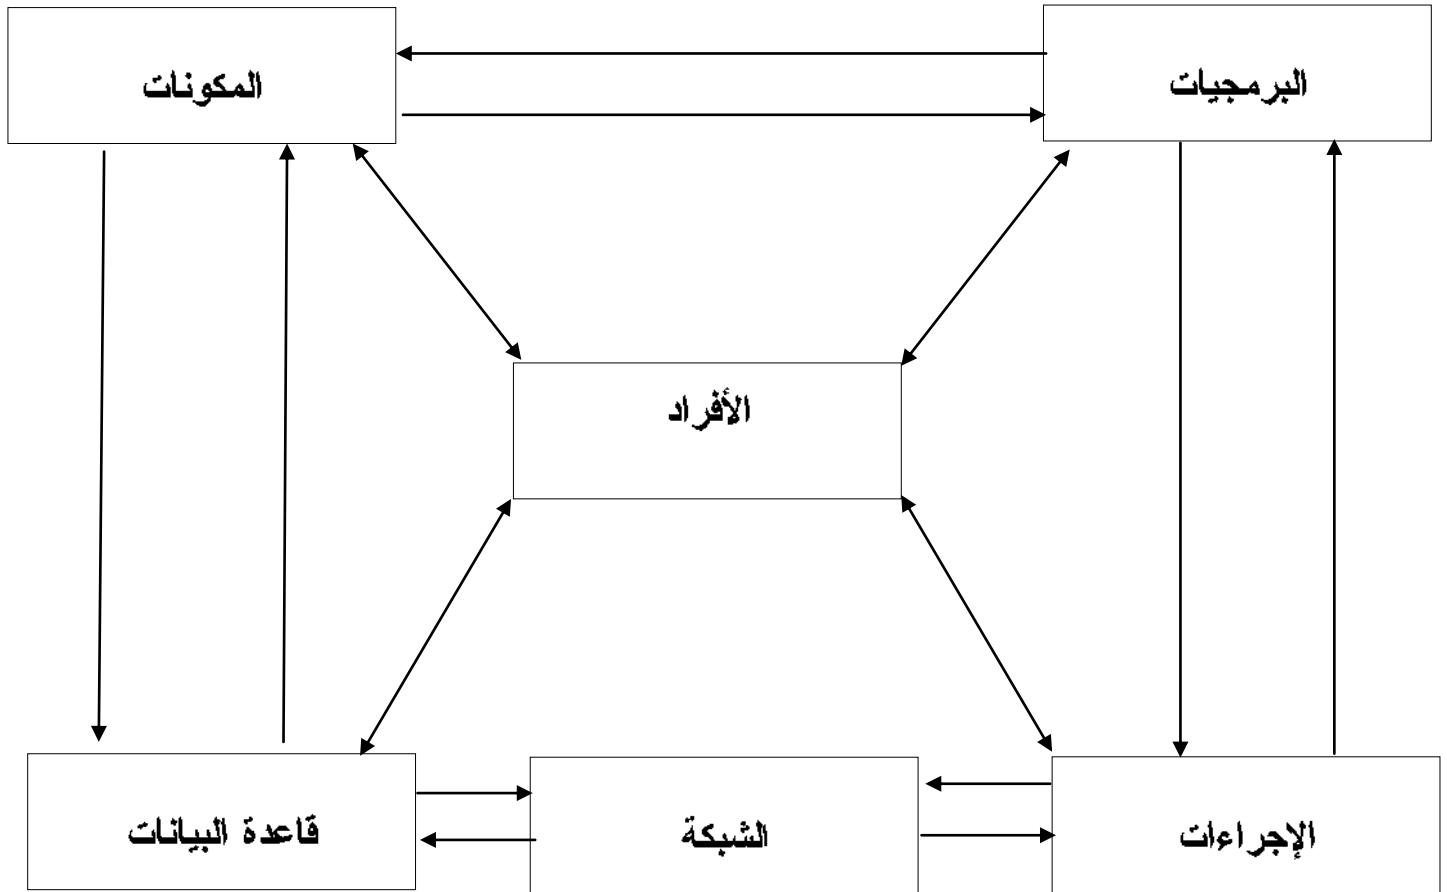 البرمجيات
المكونات
الأفراد
الإجراءات
الشبكة
قاعدة البيانات